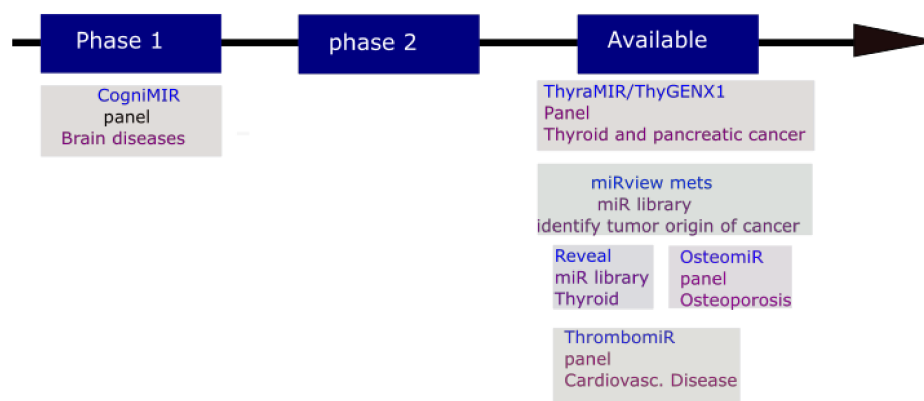 Phase 1
phase 2
Available
CogniMIR
panel
Brain diseases
ThyraMIR/ThyGENX1
Panel
Thyroid and pancreatic cancer
miRview mets
miR library
identify tumor origin of cancer
Reveal
miR library
Thyroid
OsteomiR
panel
Osteoporosis
ThrombomiR
panel
Cardiovasc. Disease